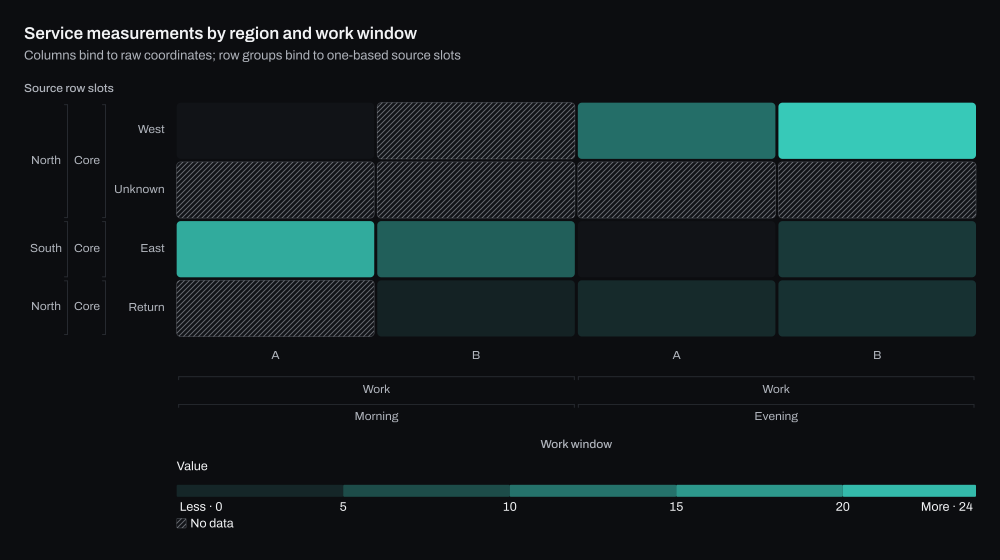 Service measurements by region and work window
Columns bind to raw coordinates; row groups bind to one-based source slots
Source row slots
West
North Core
Unknown
South Core East
North Core Return
A B A B
Work Work
Morning Evening
Work window
Value
Less · 0 5 10 15 20 More · 24
No data